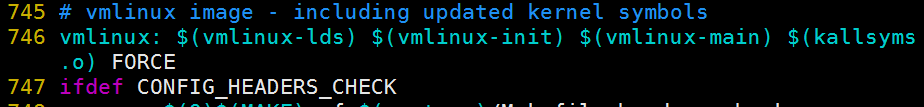 745 # vmlinux image - including updated kernel symbols
746 vmlinux: $(vmlinux-lds) $(vmlinux-init) $(vmlinux-main) $(kallsyms
.o) FORCE
747 ifdef CONFIG_HEADERS_CHECK